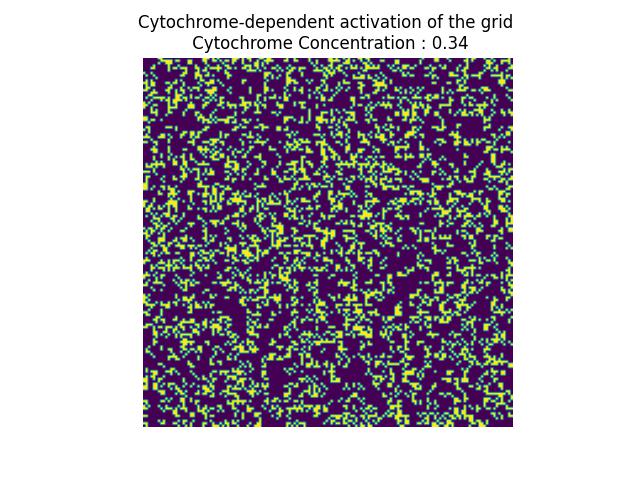 Cytochrome-dependent activation of the grid
Cytochrome Concentration : 0.34